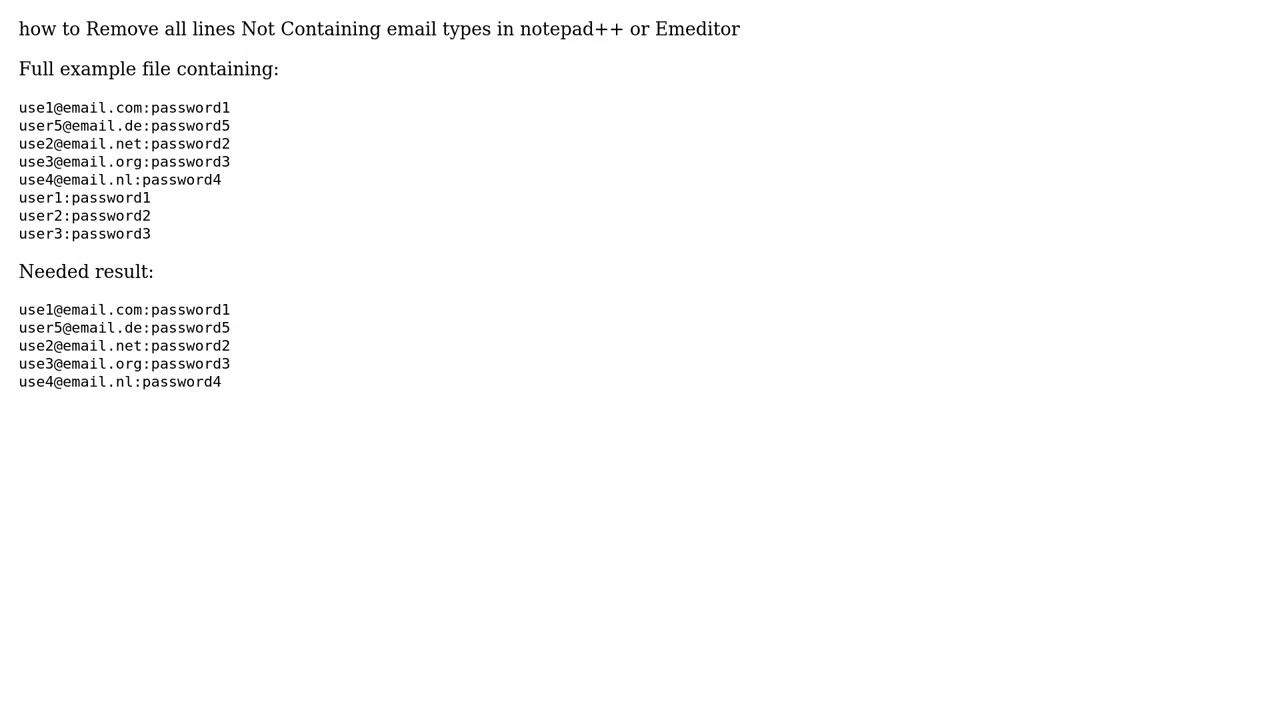 how to Remove all lines Not Containing email types in notepad++ or Emeditor
Full example file containing:
use1@email.com:password1
user5@email.de:password5
use2@email.net:password2
use3@email.org:password3
use4@email.nl:password4
user1:password1
user2:password2
user3:password3
Needed result:
use1@email.com:password1
user5@email.de:password5
use2@email.net:password2
use3@email.org:password3
use4@email.nl:password4